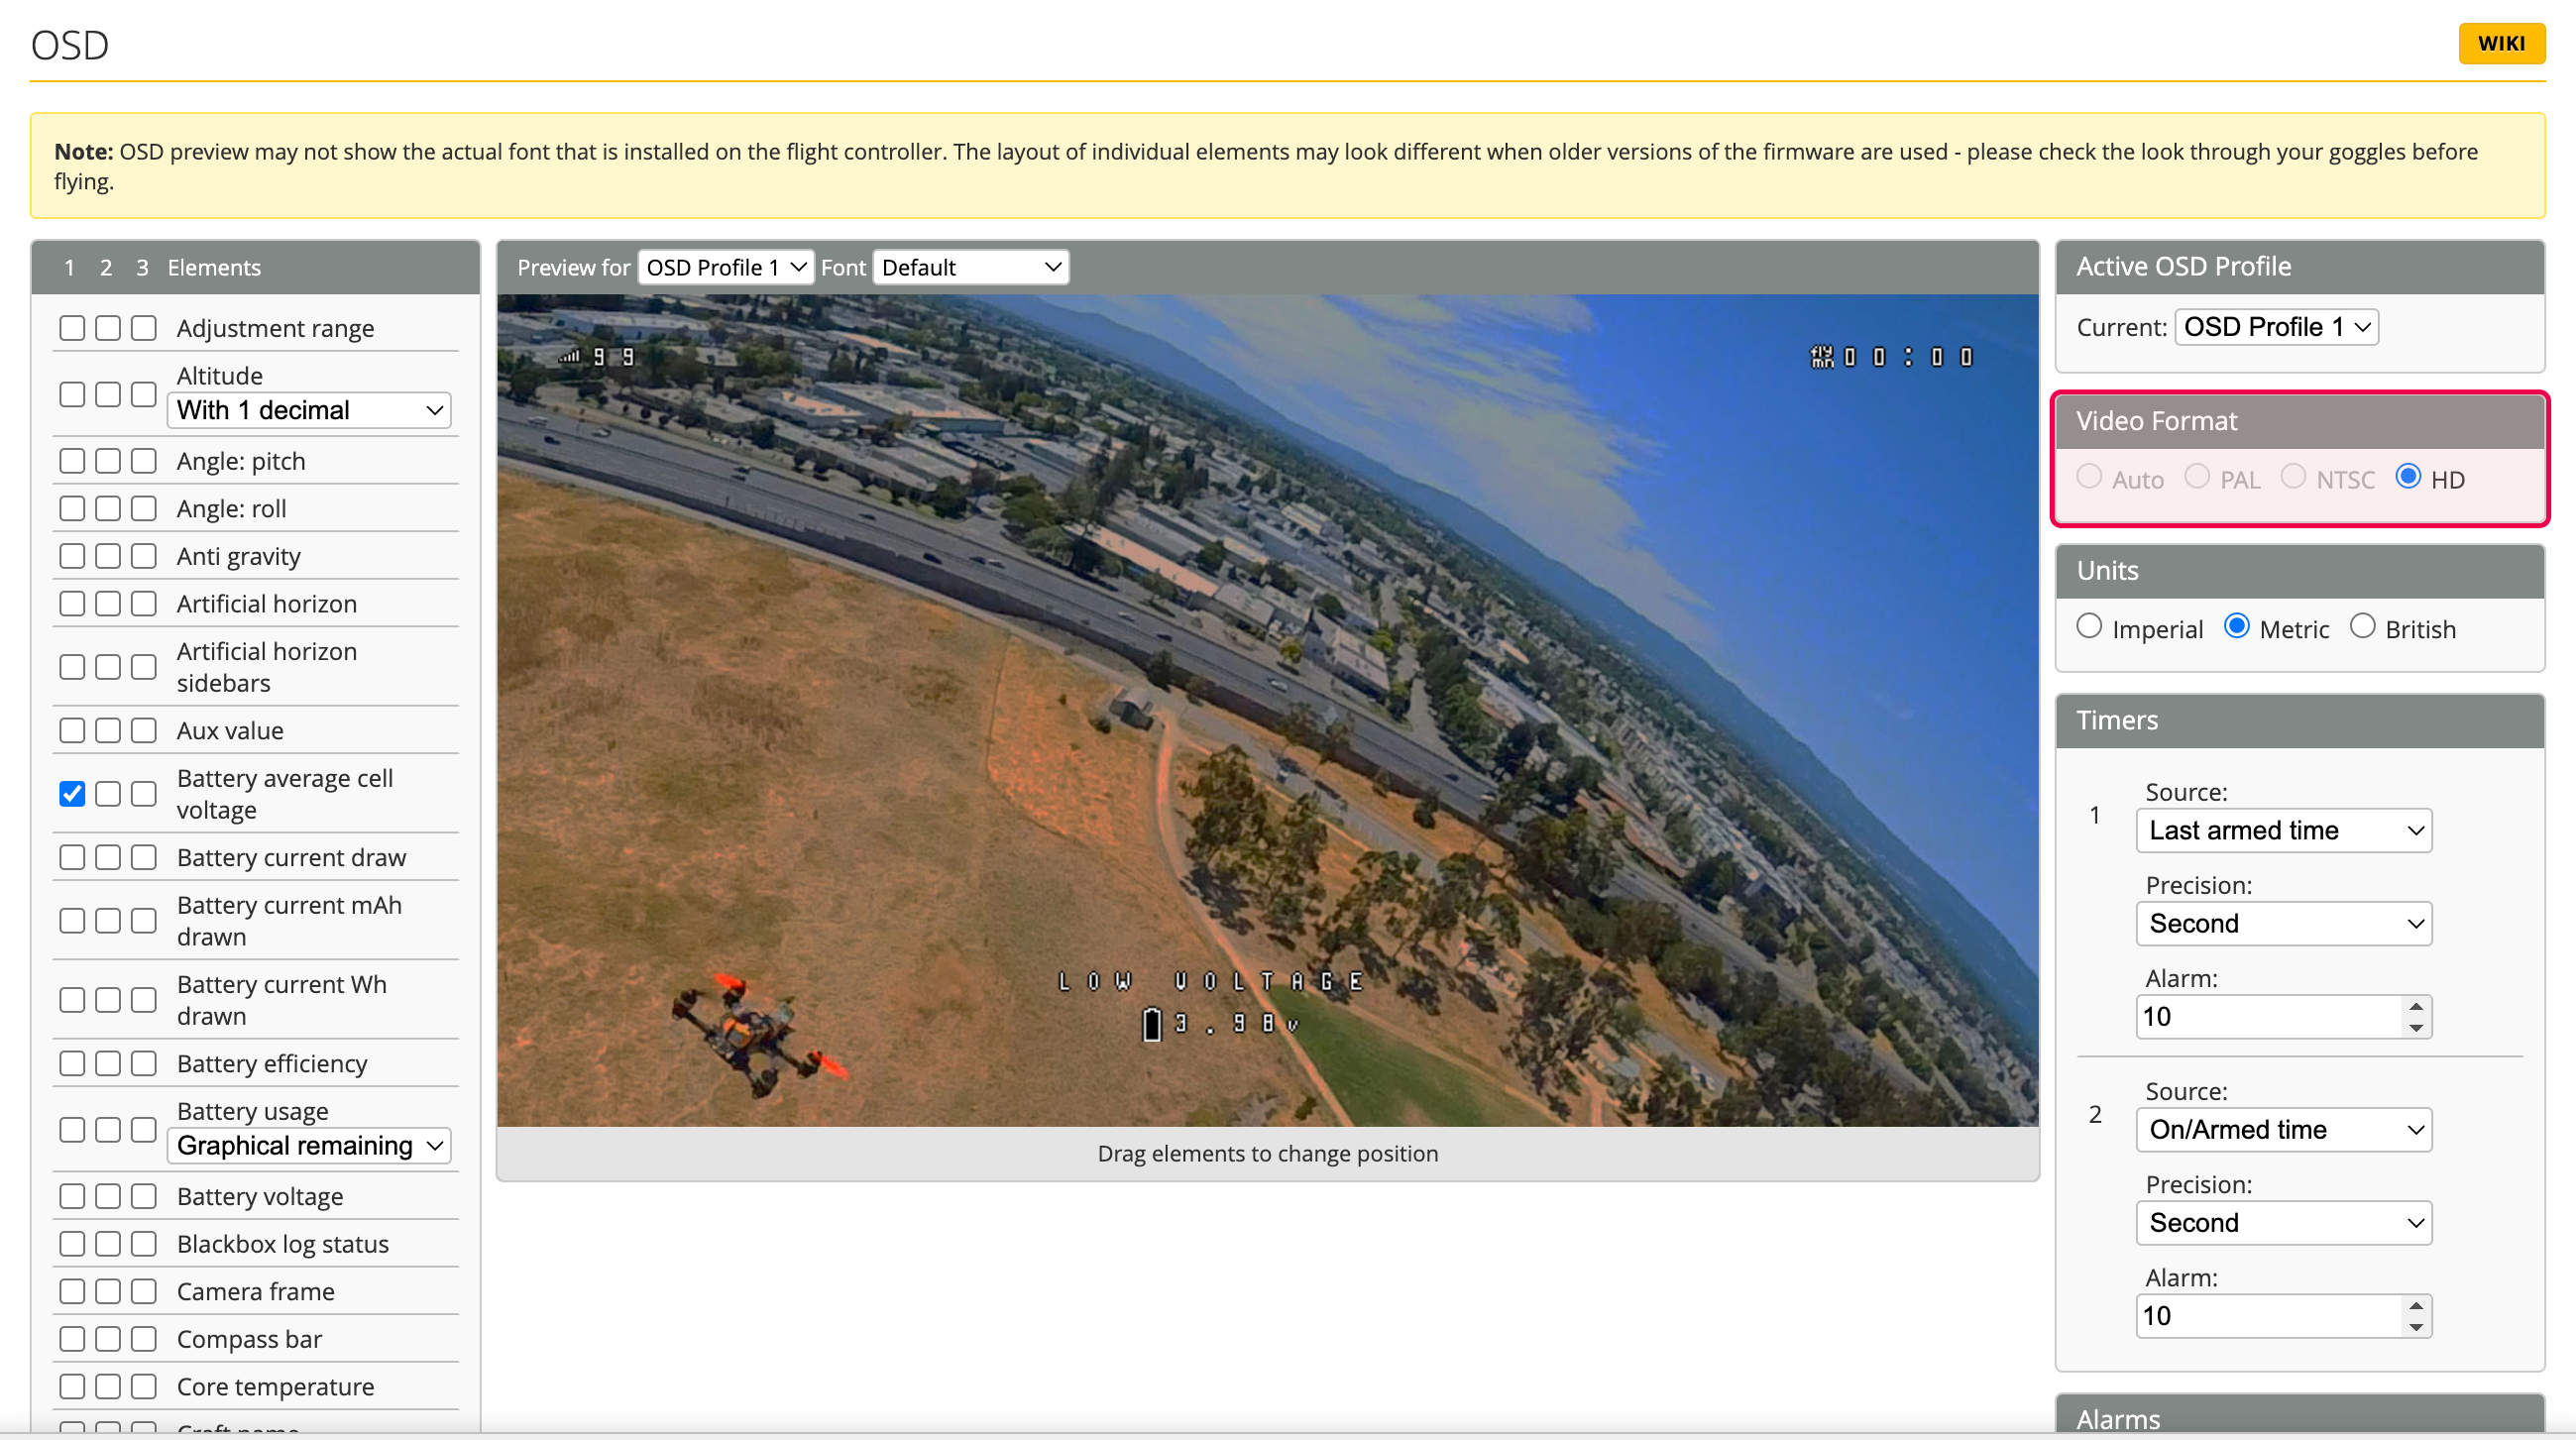 OSD
WIKI
Note: OSD preview may not show the actual font that is installed on the flight controller. The layout of individual elements may look different when older versions of the firmware are used - please check the look through your goggles before
flying.
1 2 3 Elements
Adjustment range
Altitude
With 1 decimal
Angle: pitch
Angle: roll
Anti gravity
Artificial horizon
Artificial horizon
sidebars
Aux value
Battery average cell
voltage
Battery current draw
Battery current mAh
drawn
Battery current Wh
drawn
Battery efficiency
Battery usage
Graphical remaining
Battery voltage
Blackbox log status
Camera frame
Compass bar
Core temperature
Craft name
Preview for OSD Profile 1 Font Default
99
fly mn 00:00
LOW VOLTAGE
3.98v
Drag elements to change position
Active OSD Profile
Current: OSD Profile 1
Video Format
Auto PAL NTSC HD
Units
Imperial Metric British
Timers
1
Source:
Last armed time
Precision:
Second
Alarm:
10
2
Source:
On/Armed time
Precision:
Second
Alarm:
10
Alarms